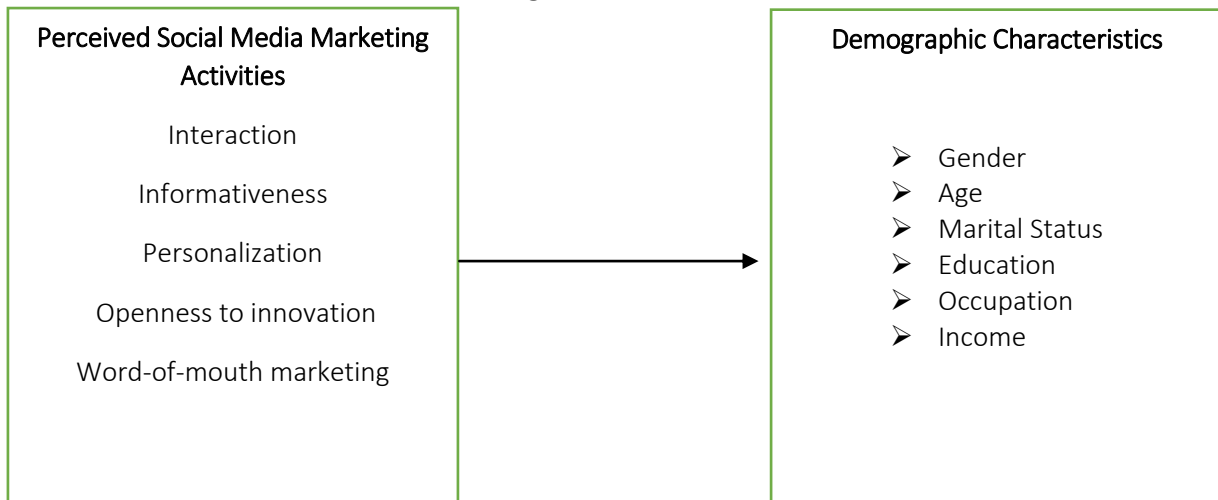 Perceived Social Media Marketing
Activities
Interaction
Informativeness
Personalization
Openness to innovation
Word-of-mouth marketing
Demographic Characteristics
➢ Gender
➢ Age
➢ Marital Status
➢ Education
➢ Occupation
➢ Income